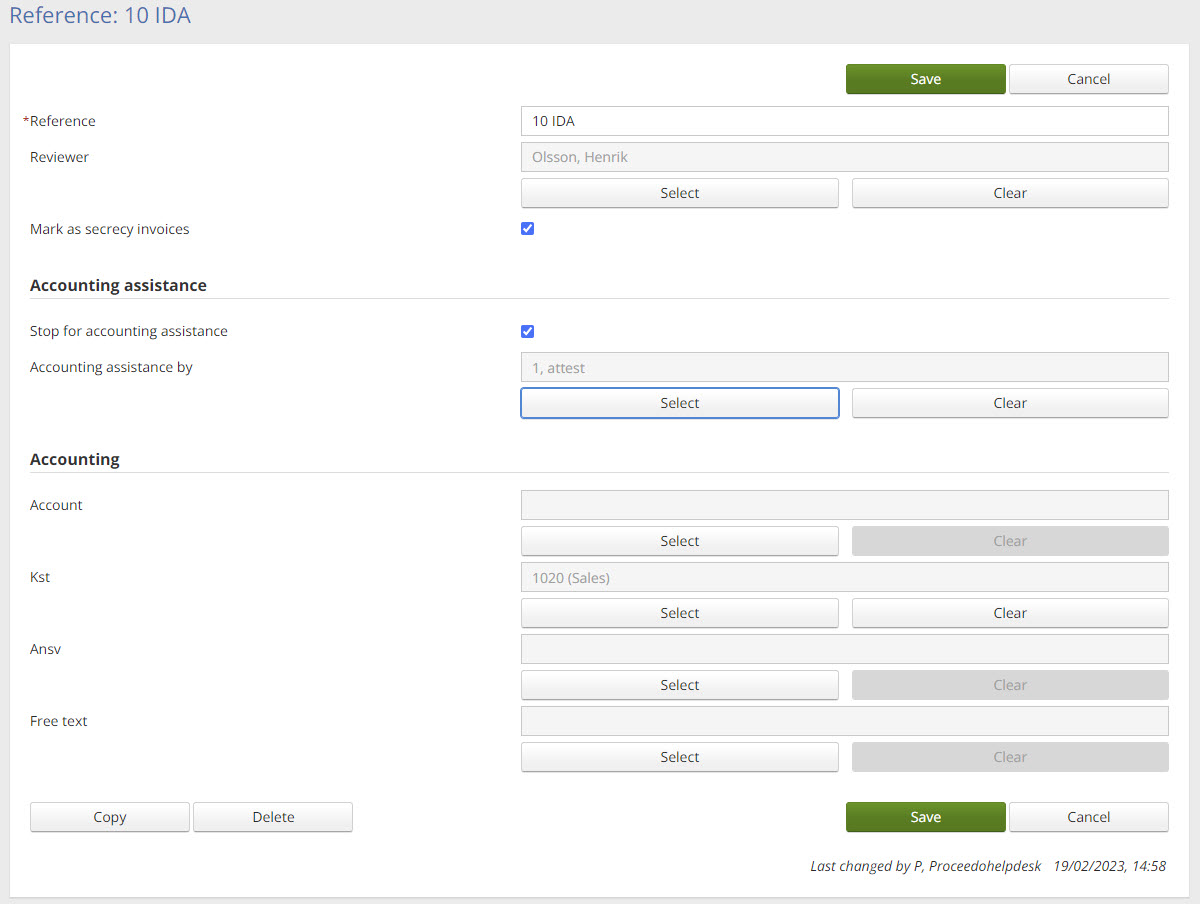 Reference: 10 IDA
Save Cancel
*Reference 10 IDA
Reviewer Olsson, Henrik
Select Clear
Mark as secrecy invoices
Accounting assistance
Stop for accounting assistance
Accounting assistance by 1, attest
Select Clear
Accounting
Account
Select Clear
Kst 1020 (Sales)
Select Clear
Ansv
Select Clear
Free text
Select Clear
Copy Delete Save Cancel
Last changed by P, Proceedohelpdesk 19/02/2023, 14:58